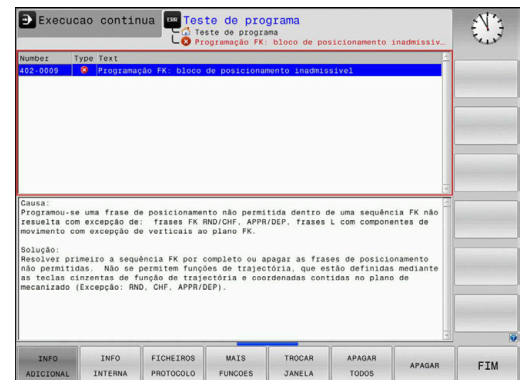 Execucao continua
ERR Teste de programa
Teste de programa
Programação FK: bloco de posicionamento inadmissiv…
Number Type Text
402-0009 Programação FK: bloco de posicionamento inadmissível
Causa:
Programou-se uma frase de posicionamento não permitida dentro de uma sequência FK não
resuelta com excepção de: frases FK RND/CHF, APPR/DEP, frases L com componentes de
movimento com excepção de verticais ao plano FK.
Solução:
Resolver primeiro a sequência FK por completo ou apagar as frases de posicionamento
não permitidas. Não se permitem funções de trajectória, que estão definidas mediante
as teclas cinzentas de função de trajectória e coordenadas contidas no plano de
mecanizado (Excepção: RND, CHF, APPR/DEP).
INFO ADICIONAL
INFO INTERNA
FICHEIROS PROTOCOLO
MAIS FUNCOES
TROCAR JANELA
APAGAR TODOS
APAGAR
FIM